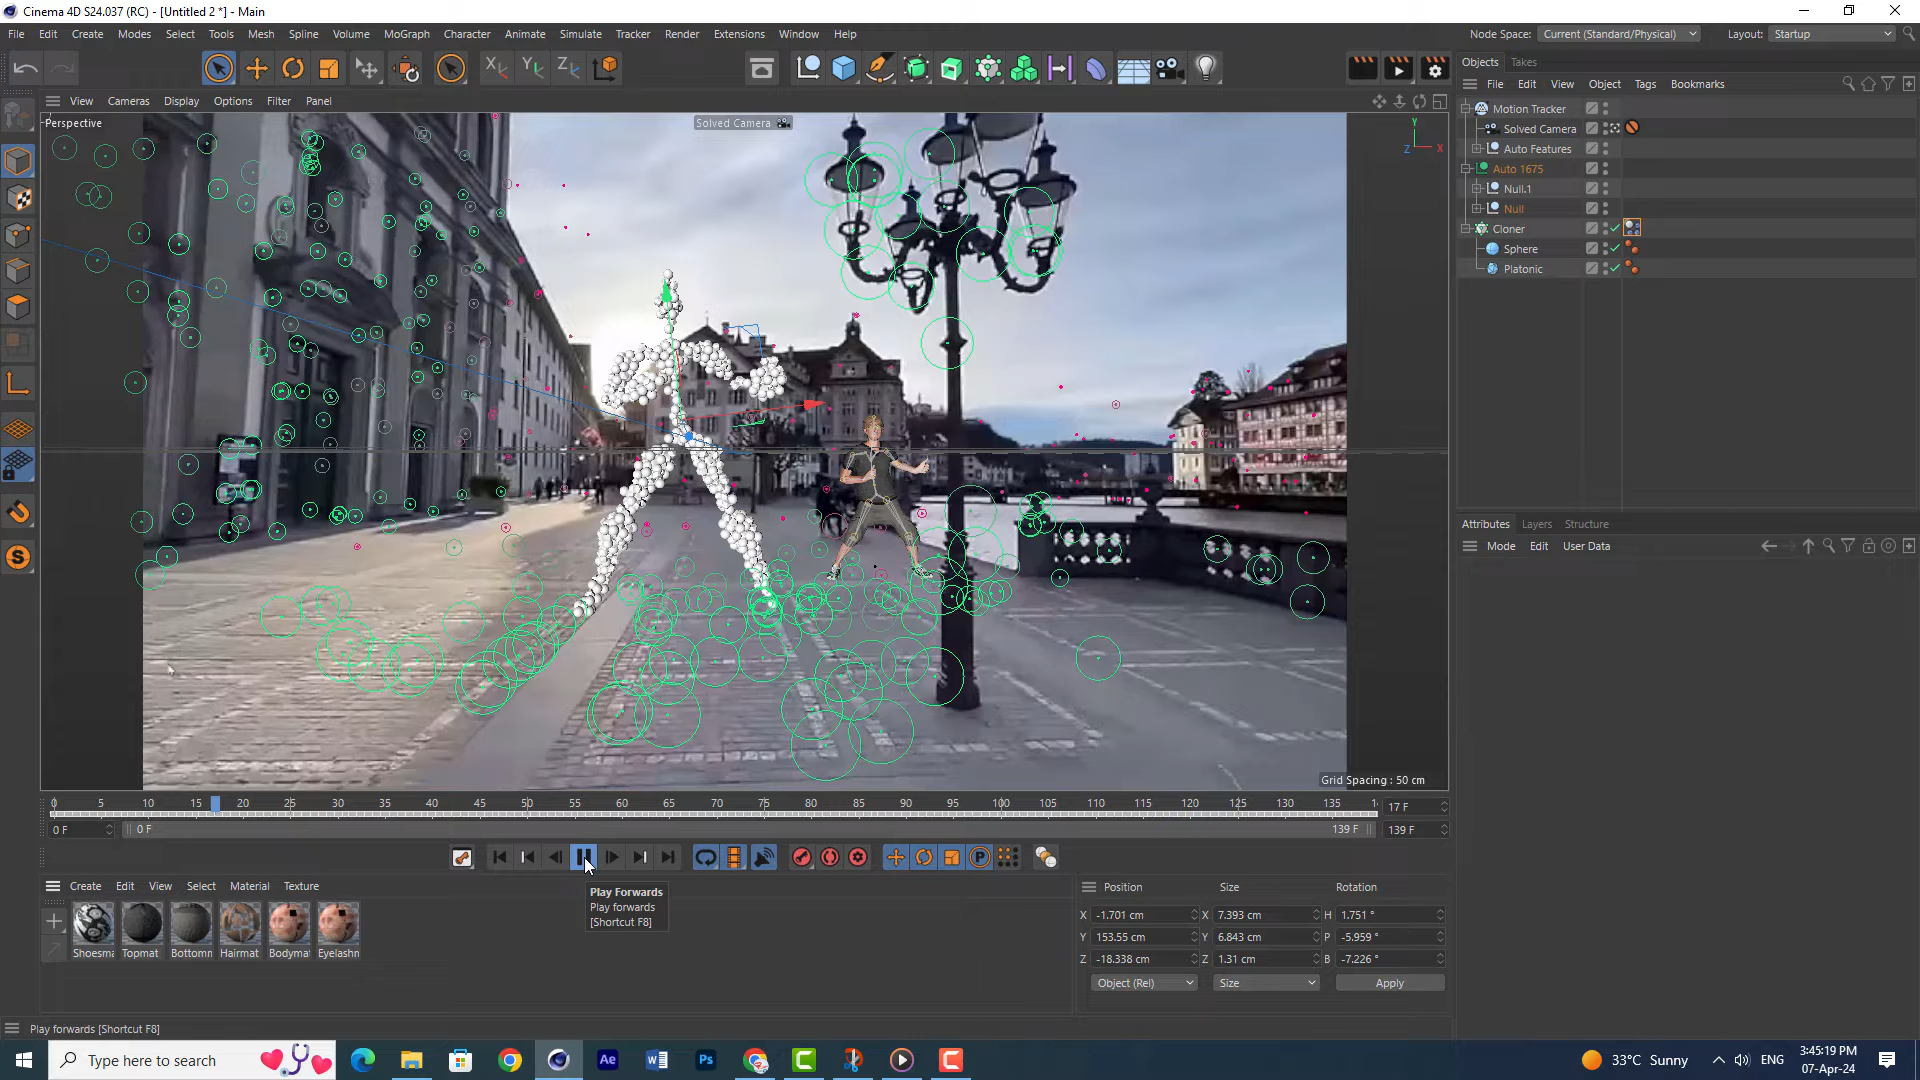 Cinema 4D S24.037 (RC) - [Untitled 2 *] - Main
File Edit Create Modes Select Tools Mesh Spline Volume MoGraph Character Animate Simulate Tracker Render Extensions Window Help
Node Space: Current (Standard/Physical) Layout: Startup
View Cameras Display Options Filter Panel
Perspective
Solved Camera
Y
Z X
Grid Spacing : 50 cm
Objects Takes
File Edit View Object Tags Bookmarks
Motion Tracker
Solved Camera
Auto Features
Auto 1675
Null.1
Null
Cloner
Sphere
Platonic
Attributes Layers Structure
Mode Edit User Data
0 5 10 15 20 25 30 35 40 45 50 55 60 65 70 75 80 85 90 95 100 105 110 115 120 125 130 135
17 F
0 F 0 F 139 F 139 F
Play Forwards
Play forwards
[Shortcut F8]
Create Edit View Select Material Texture
Shoesma Topmat Bottomn Hairmat Bodymat Eyelashn
Position Size Rotation
X -1.701 cm X 7.393 cm H 1.751 °
Y 153.55 cm Y 6.843 cm P -5.959 °
Z -18.338 cm Z 1.31 cm B -7.226 °
Object (Rel) Size Apply
Play forwards [Shortcut F8]
Type here to search
33°C Sunny
ENG
3:45:19 PM
07-Apr-24